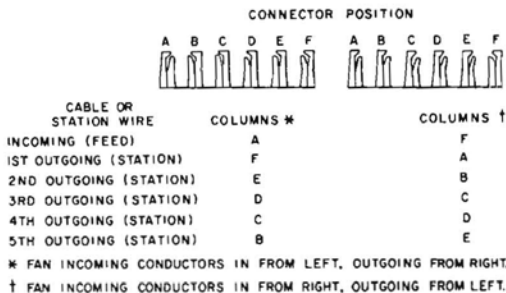 CONNECTOR POSITION
A B C D E F A B C D E F
CABLE OR
STATION WIRE COLUMNS * COLUMNS †
INCOMING (FEED) A F
1ST OUTGOING (STATION) F A
2ND OUTGOING (STATION) E B
3RD OUTGOING (STATION) D C
4TH OUTGOING (STATION) C D
5TH OUTGOING (STATION) B E
* FAN INCOMING CONDUCTORS IN FROM LEFT, OUTGOING FROM RIGHT.
† FAN INCOMING CONDUCTORS IN FROM RIGHT, OUTGOING FROM LEFT.